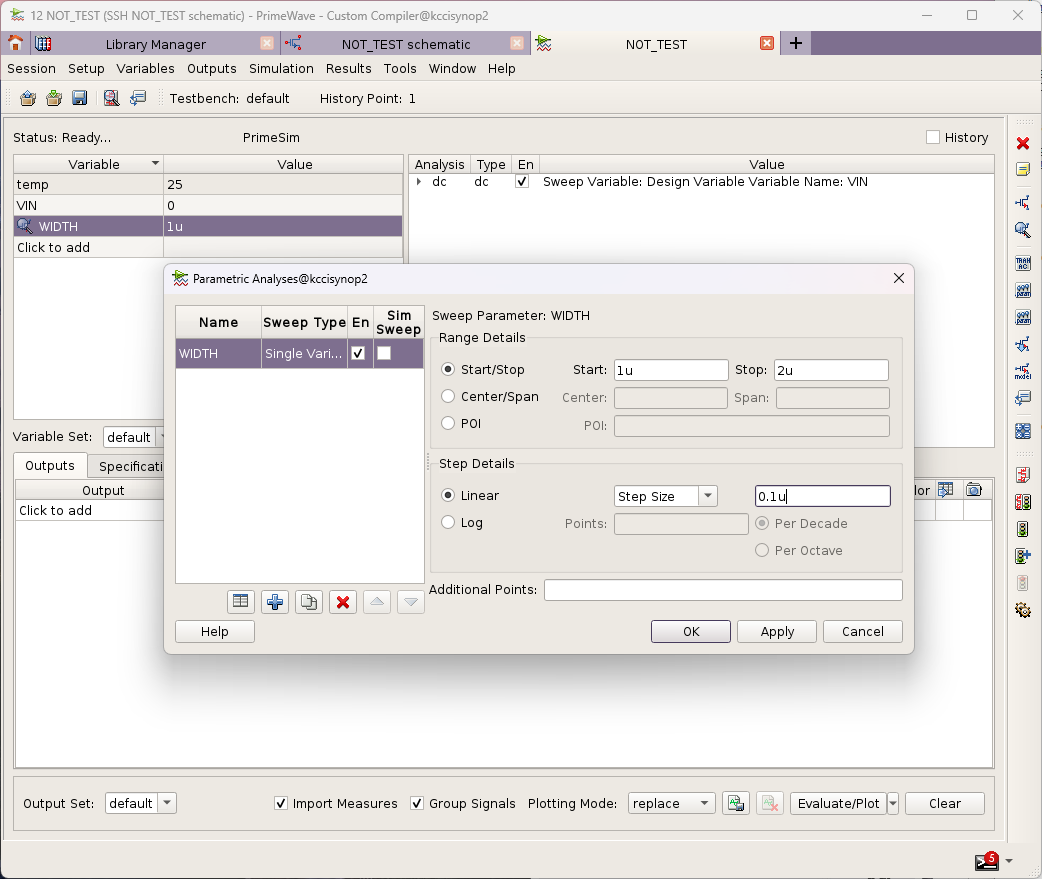 12 NOT_TEST (SSH NOT_TEST schematic) - PrimeWave - Custom Compiler@kccisynop2
Library Manager NOT_TEST schematic NOT_TEST
Session Setup Variables Outputs Simulation Results Tools Window Help
Testbench: default History Point: 1
Status: Ready... PrimeSim History
Variable Value Analysis Type En Value
temp 25 dc dc Sweep Variable: Design Variable Variable Name: VIN
VIN 0
WIDTH 1u
Click to add
Parametric Analyses@kccisynop2
Name Sweep Type En Sim Sweep
WIDTH Single Vari...
Sweep Parameter: WIDTH
Range Details
Start/Stop Start: 1u Stop: 2u
Center/Span Center: Span:
POI POI:
Step Details
Linear Step Size 0.1u
Log Points: Per Decade
Per Octave
Additional Points:
Help OK Apply Cancel
Variable Set: default
Outputs Specificati
Output lor
Click to add
TRAN
AC
param
param
model
Output Set: default Import Measures Group Signals Plotting Mode: replace Evaluate/Plot Clear
5